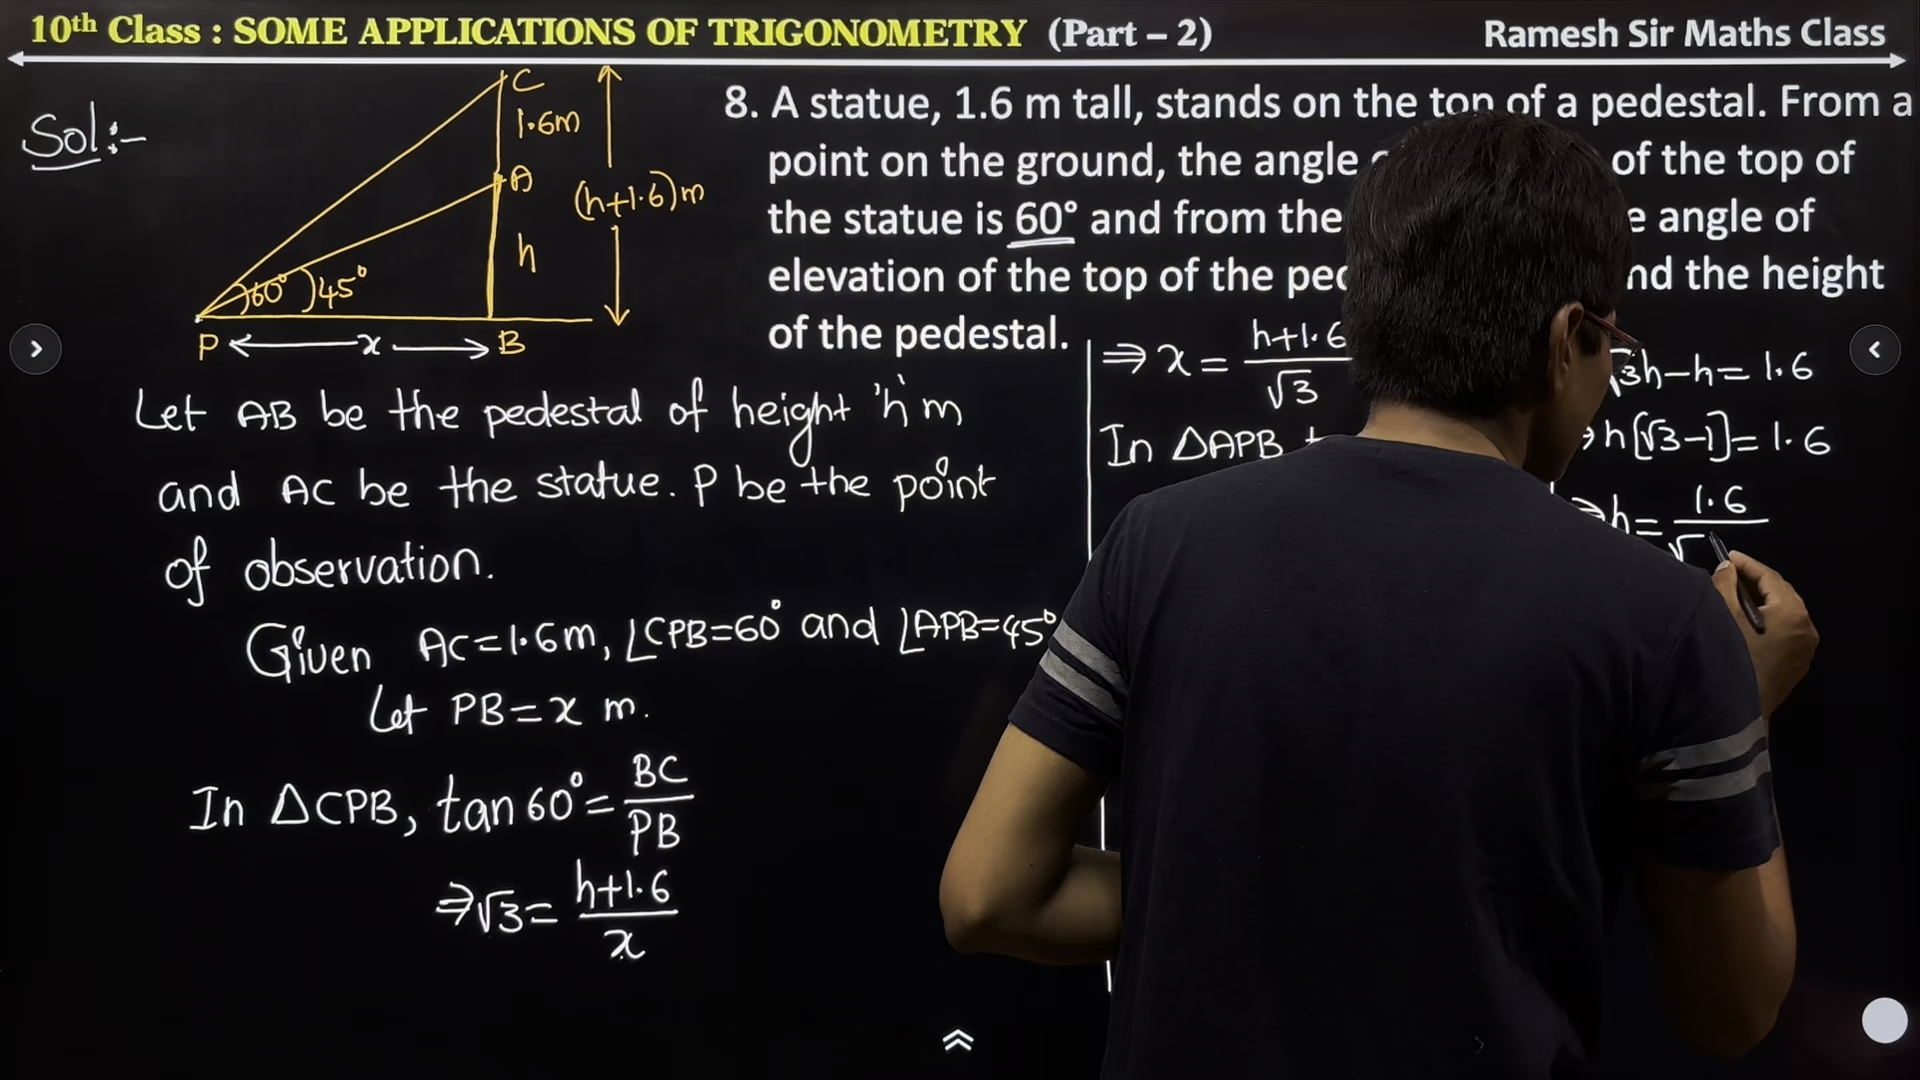 10th Class : SOME APPLICATIONS OF TRIGONOMETRY (Part – 2)
Ramesh Sir Maths Class
Sol:-
C
1.6m
A
(h+1.6)m
h
60° 45°
P x B
8. A statue, 1.6 m tall, stands on the top of a pedestal. From a
point on the ground, the angle of the top of
the statue is 60° and from the angle of
elevation of the top of the the height
of the pedestal.
Let AB be the pedestal of height 'h' m
and AC be the statue. P be the point
of observation.
Given AC=1.6m, ∠CPB=60° and ∠APB=45°
Let PB=x m.
In △CPB, tan 60° = BC/PB
⇒√3 = h+1.6/x
⇒ x = h+1.6/√3
In △APB
√3h-h=1.6
⇒h[√3-1]=1.6
⇒h= 1.6/√